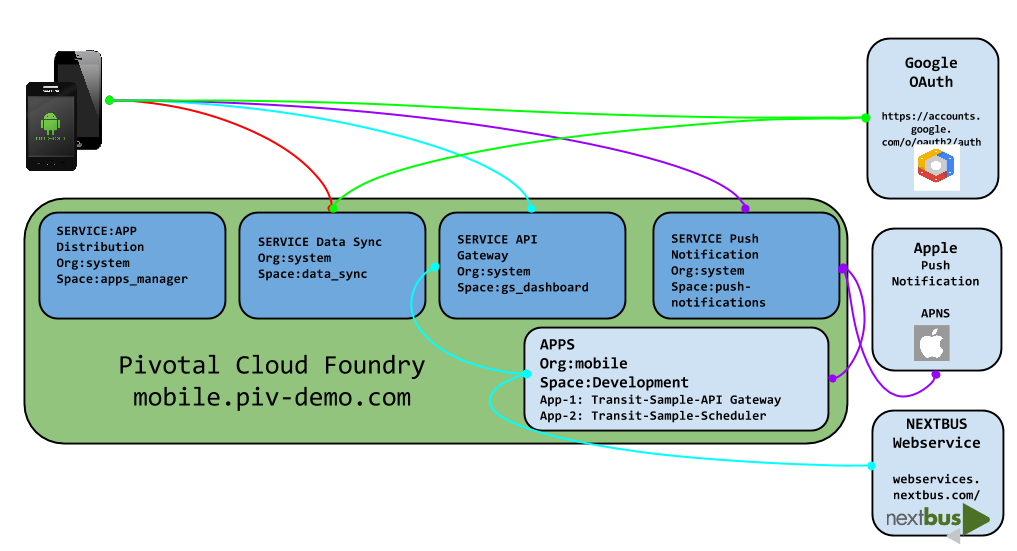 Google
OAuth
https://accounts.
google.
com/o/oauth2/auth
SERVICE:APP
Distribution
Org:system
Space:apps_manager
SERVICE Data Sync
Org:system
Space:data_sync
SERVICE API
Gateway
Org:system
Space:gs_dashboard
SERVICE Push
Notification
Org:system
Space:push-
notifications
Apple
Push
Notification
APNS
Pivotal Cloud Foundry
mobile.piv-demo.com
APPS
Org:mobile
Space:Development
App-1: Transit-Sample-API Gateway
App-2: Transit-Sample-Scheduler
NEXTBUS
Webservice
webservices.
nextbus.com/
nextbus